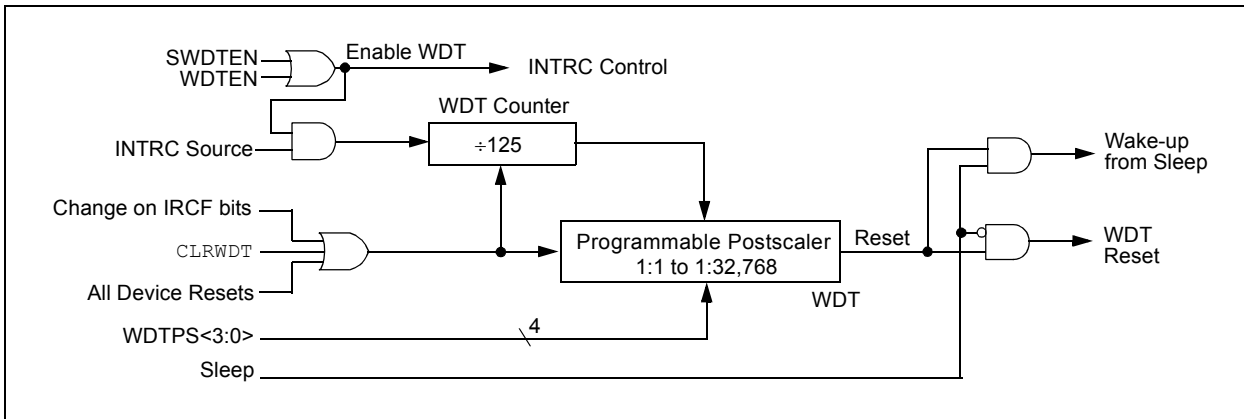 SWDTEN
WDTEN
Enable WDT
INTRC Control
WDT Counter
÷125
INTRC Source
Wake-up
from Sleep
Change on IRCF bits
CLRWDT
All Device Resets
Programmable Postscaler
1:1 to 1:32,768
Reset
WDT
WDT
Reset
WDTPS<3:0>
4
Sleep